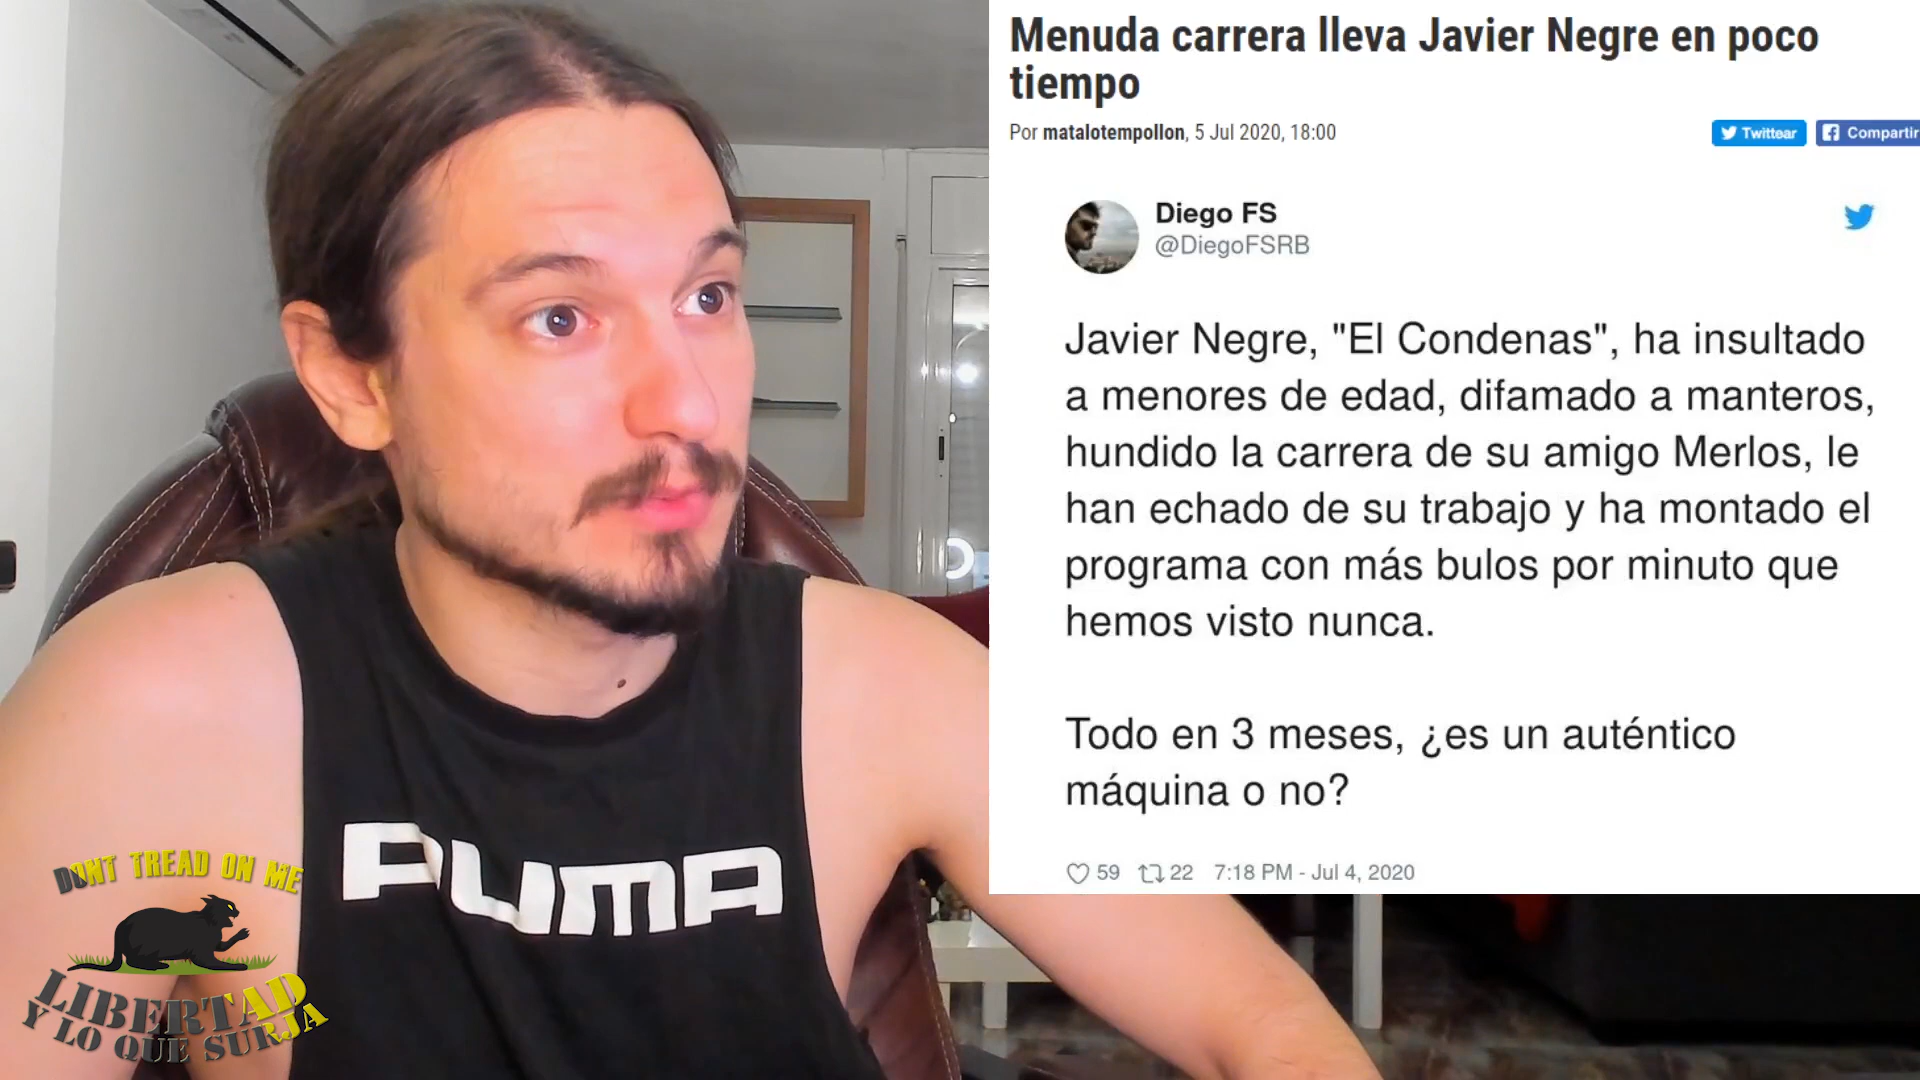 Menuda carrera lleva Javier Negre en poco
tiempo
Por matalotempollon, 5 Jul 2020, 18:00
Twittear
Compartir
Diego FS
@DiegoFSRB
Javier Negre, "El Condenas", ha insultado
a menores de edad, difamado a manteros,
hundido la carrera de su amigo Merlos, le
han echado de su trabajo y ha montado el
programa con más bulos por minuto que
hemos visto nunca.
Todo en 3 meses, ¿es un auténtico
máquina o no?
59 22 7:18 PM - Jul 4, 2020
PUMA
DONT TREAD ON ME
LIBERTAD
Y LO QUE SURJA